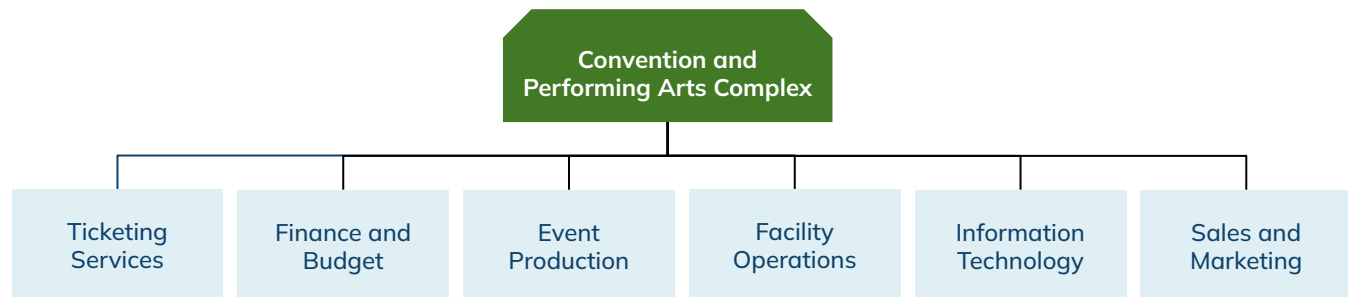 Convention and
Performing Arts Complex
Ticketing
Services
Finance and
Budget
Event
Production
Facility
Operations
Information
Technology
Sales and
Marketing